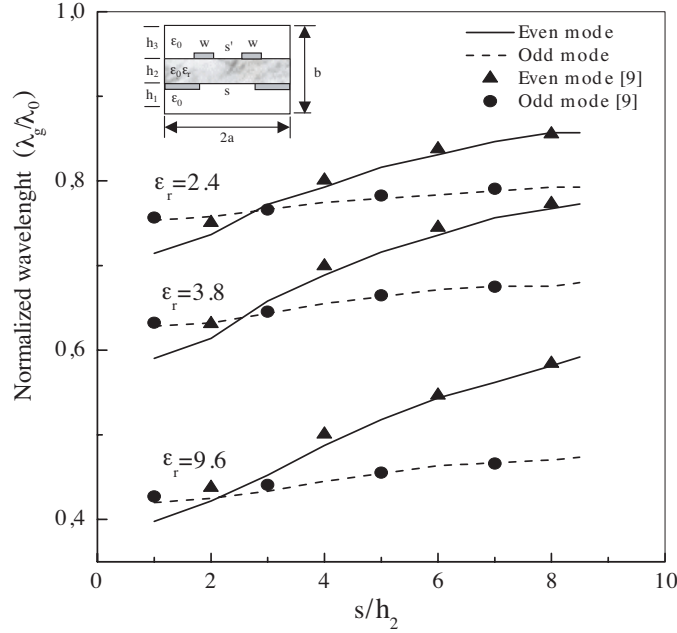 1,0
0,8
0,6
0,4
Normalized wavelenght (λg/λ0)
h3
h2
h1
ε0
w
s'
w
ε0εr
s
ε0
b
2a
Even mode
Odd mode
Even mode [9]
Odd mode [9]
εr=2.4
εr=3.8
εr=9.6
0
2
4
6
8
10
s/h2